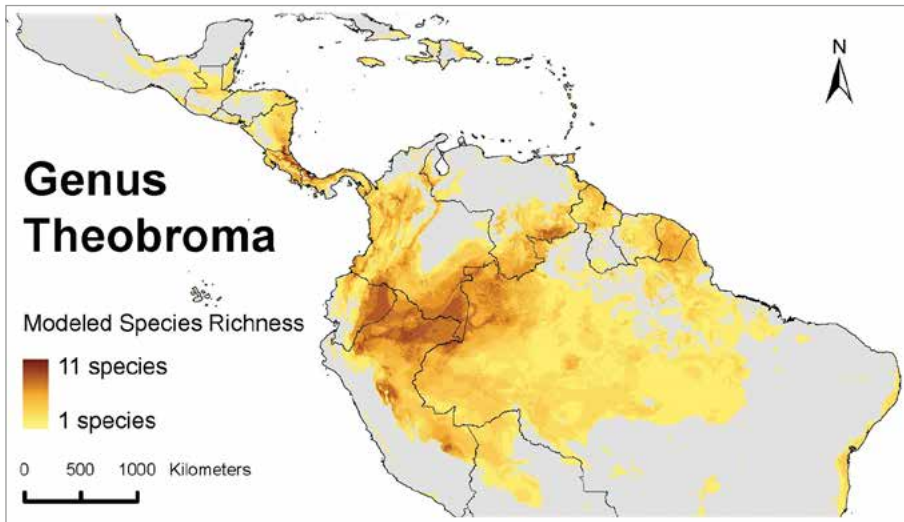 N
Genus
Theobroma
Modeled Species Richness
11 species
1 species
0 500 1000 Kilometers